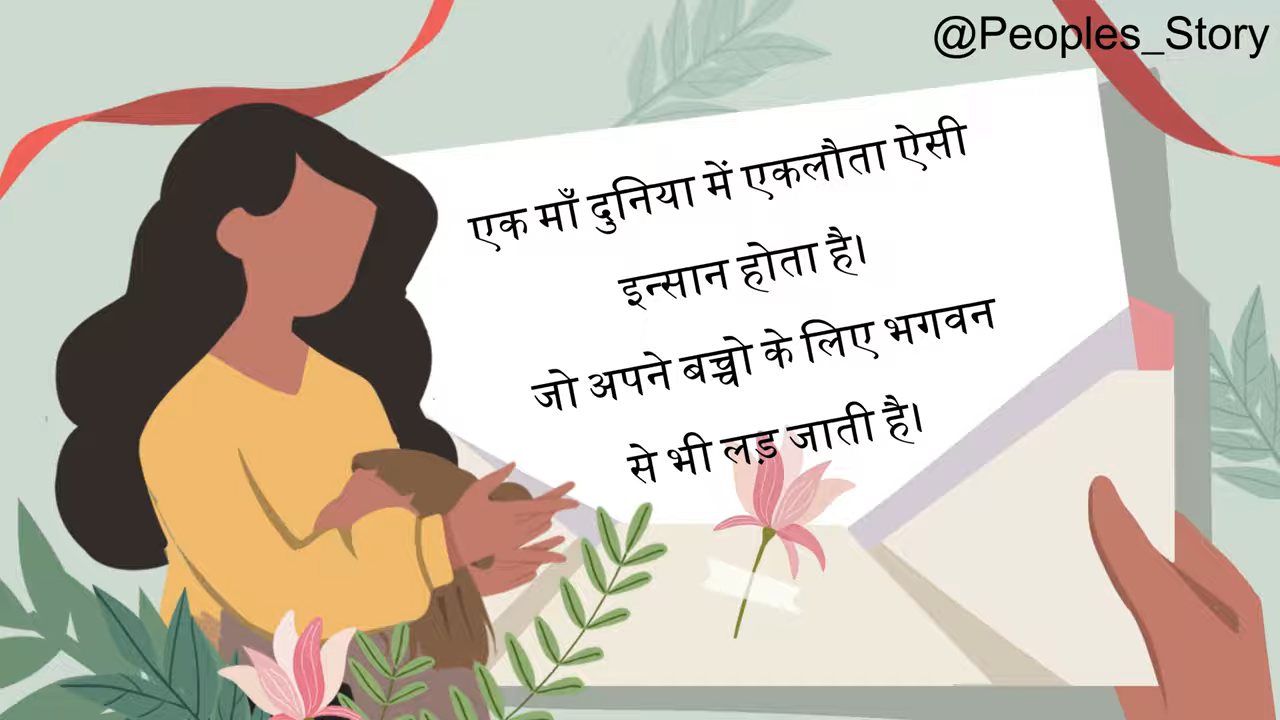 @Peoples_Story
एक माँ दुनिया में एकलौता ऐसी
इन्सान होता है।
जो अपने बच्चो के लिए भगवन
से भी लड़ जाती है।